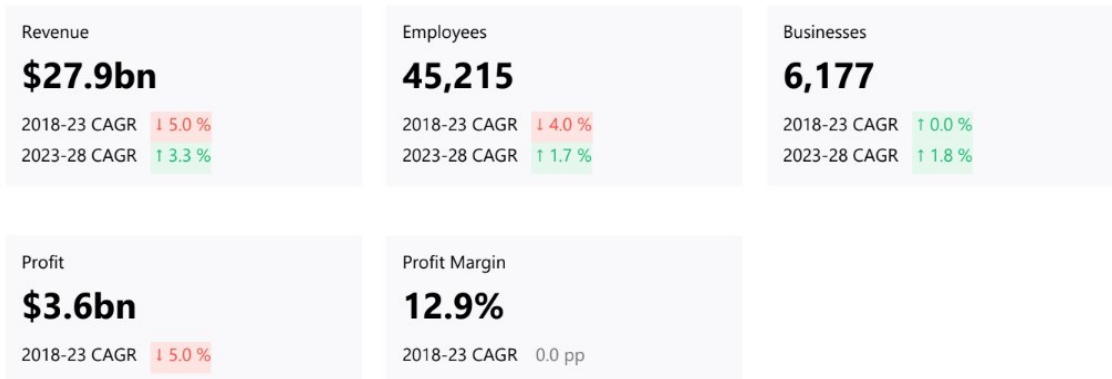 Revenue
$27.9bn
2018-23 CAGR ↓ 5.0 %
2023-28 CAGR ↑ 3.3 %
Employees
45,215
2018-23 CAGR ↓ 4.0 %
2023-28 CAGR ↑ 1.7 %
Businesses
6,177
2018-23 CAGR ↑ 0.0 %
2023-28 CAGR ↑ 1.8 %
Profit
$3.6bn
2018-23 CAGR ↓ 5.0 %
Profit Margin
12.9%
2018-23 CAGR 0.0 pp